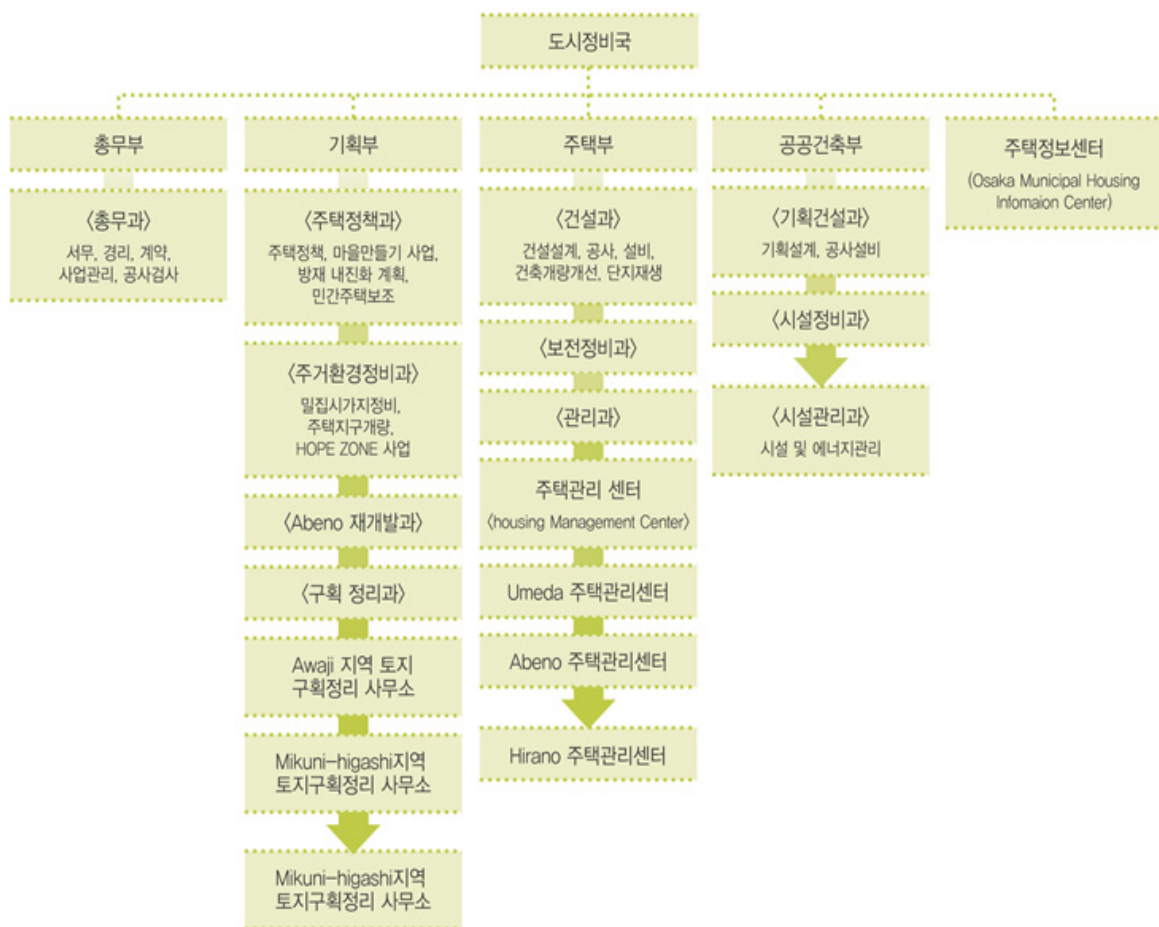 도시정비국
총무부
〈총무과〉
서무, 경리, 계약,
사업관리, 공사검사
기획부
〈주택정책과〉
주택정책, 마을만들기 사업,
방재 내진화 계획,
민간주택보조
〈주거환경정비과〉
밀집시가지정비,
주택지구개량,
HOPE ZONE 사업
〈Abeno 재개발과〉
〈구획 정리과〉
Awaji 지역 토지
구획정리 사무소
Mikuni-higashi지역
토지구획정리 사무소
Mikuni-higashi지역
토지구획정리 사무소
주택부
〈건설과〉
건설설계, 공사, 설비,
건축개량개선, 단지재생
〈보전정비과〉
〈관리과〉
주택관리 센터
〈housing Management Center〉
Umeda 주택관리센터
Abeno 주택관리센터
Hirano 주택관리센터
공공건축부
〈기획건설과〉
기획설계, 공사설비
〈시설정비과〉
〈시설관리과〉
시설 및 에너지관리
주택정보센터
(Osaka Municipal Housing
Infomaion Center)